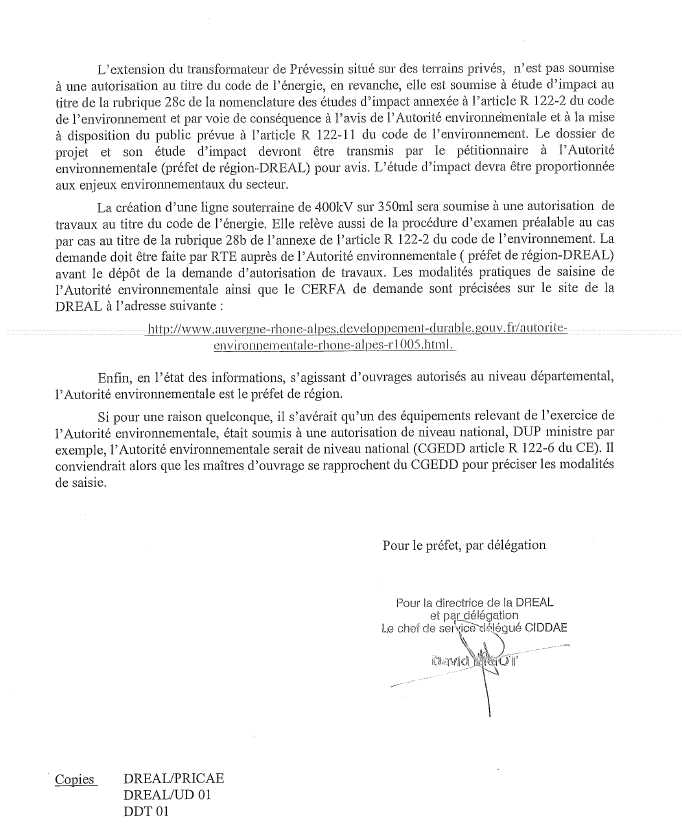 L'extension du transformateur de Prévessin situé sur des terrains privés, n'est pas soumise
à une autorisation au titre du code de l'énergie, en revanche, elle est soumise à étude d'impact au
titre de la rubrique 28c de la nomenclature des études d'impact annexée à l'article R 122-2 du code
de l'environnement et par voie de conséquence à l'avis de l'Autorité environnementale et à la mise
à disposition du public prévue à l'article R 122-11 du code de l'environnement. Le dossier de
projet et son étude d'impact devront être transmis par le pétitionnaire à l'Autorité
environnementale (préfet de région-DREAL) pour avis. L'étude d'impact devra être proportionnée
aux enjeux environnementaux du secteur.
La création d'une ligne souterraine de 400kV sur 350ml sera soumise à une autorisation de
travaux au titre du code de l'énergie. Elle relève aussi de la procédure d'examen préalable au cas
par cas au titre de la rubrique 28b de l'annexe de l'article R 122-2 du code de l'environnement. La
demande doit être faite par RTE auprès de l'Autorité environnementale ( préfet de région-DREAL)
avant le dépôt de la demande d'autorisation de travaux. Les modalités pratiques de saisine de
l'Autorité environnementale ainsi que le CERFA de demande sont précisées sur le site de la
DREAL à l'adresse suivante :
http://www.auvergne-rhone-alpes.developpement-durable.gouv.fr/autorite-
environnementale-rhone-alpes-r1005.html.
Enfin, en l'état des informations, s'agissant d'ouvrages autorisés au niveau départemental,
l'Autorité environnementale est le préfet de région.
Si pour une raison quelconque, il s'avérait qu'un des équipements relevant de l'exercice de
l'Autorité environnementale, était soumis à une autorisation de niveau national, DUP ministre par
exemple, l'Autorité environnementale serait de niveau national (CGEDD article R 122-6 du CE). Il
conviendrait alors que les maîtres d'ouvrage se rapprochent du CGEDD pour préciser les modalités
de saisie.
Pour le préfet, par délégation
Pour la directrice de la DREAL
et par délégation
Le chef de service délégué CIDDAE
David
Copies DREAL/PRICAE
DREAL/UD 01
DDT 01